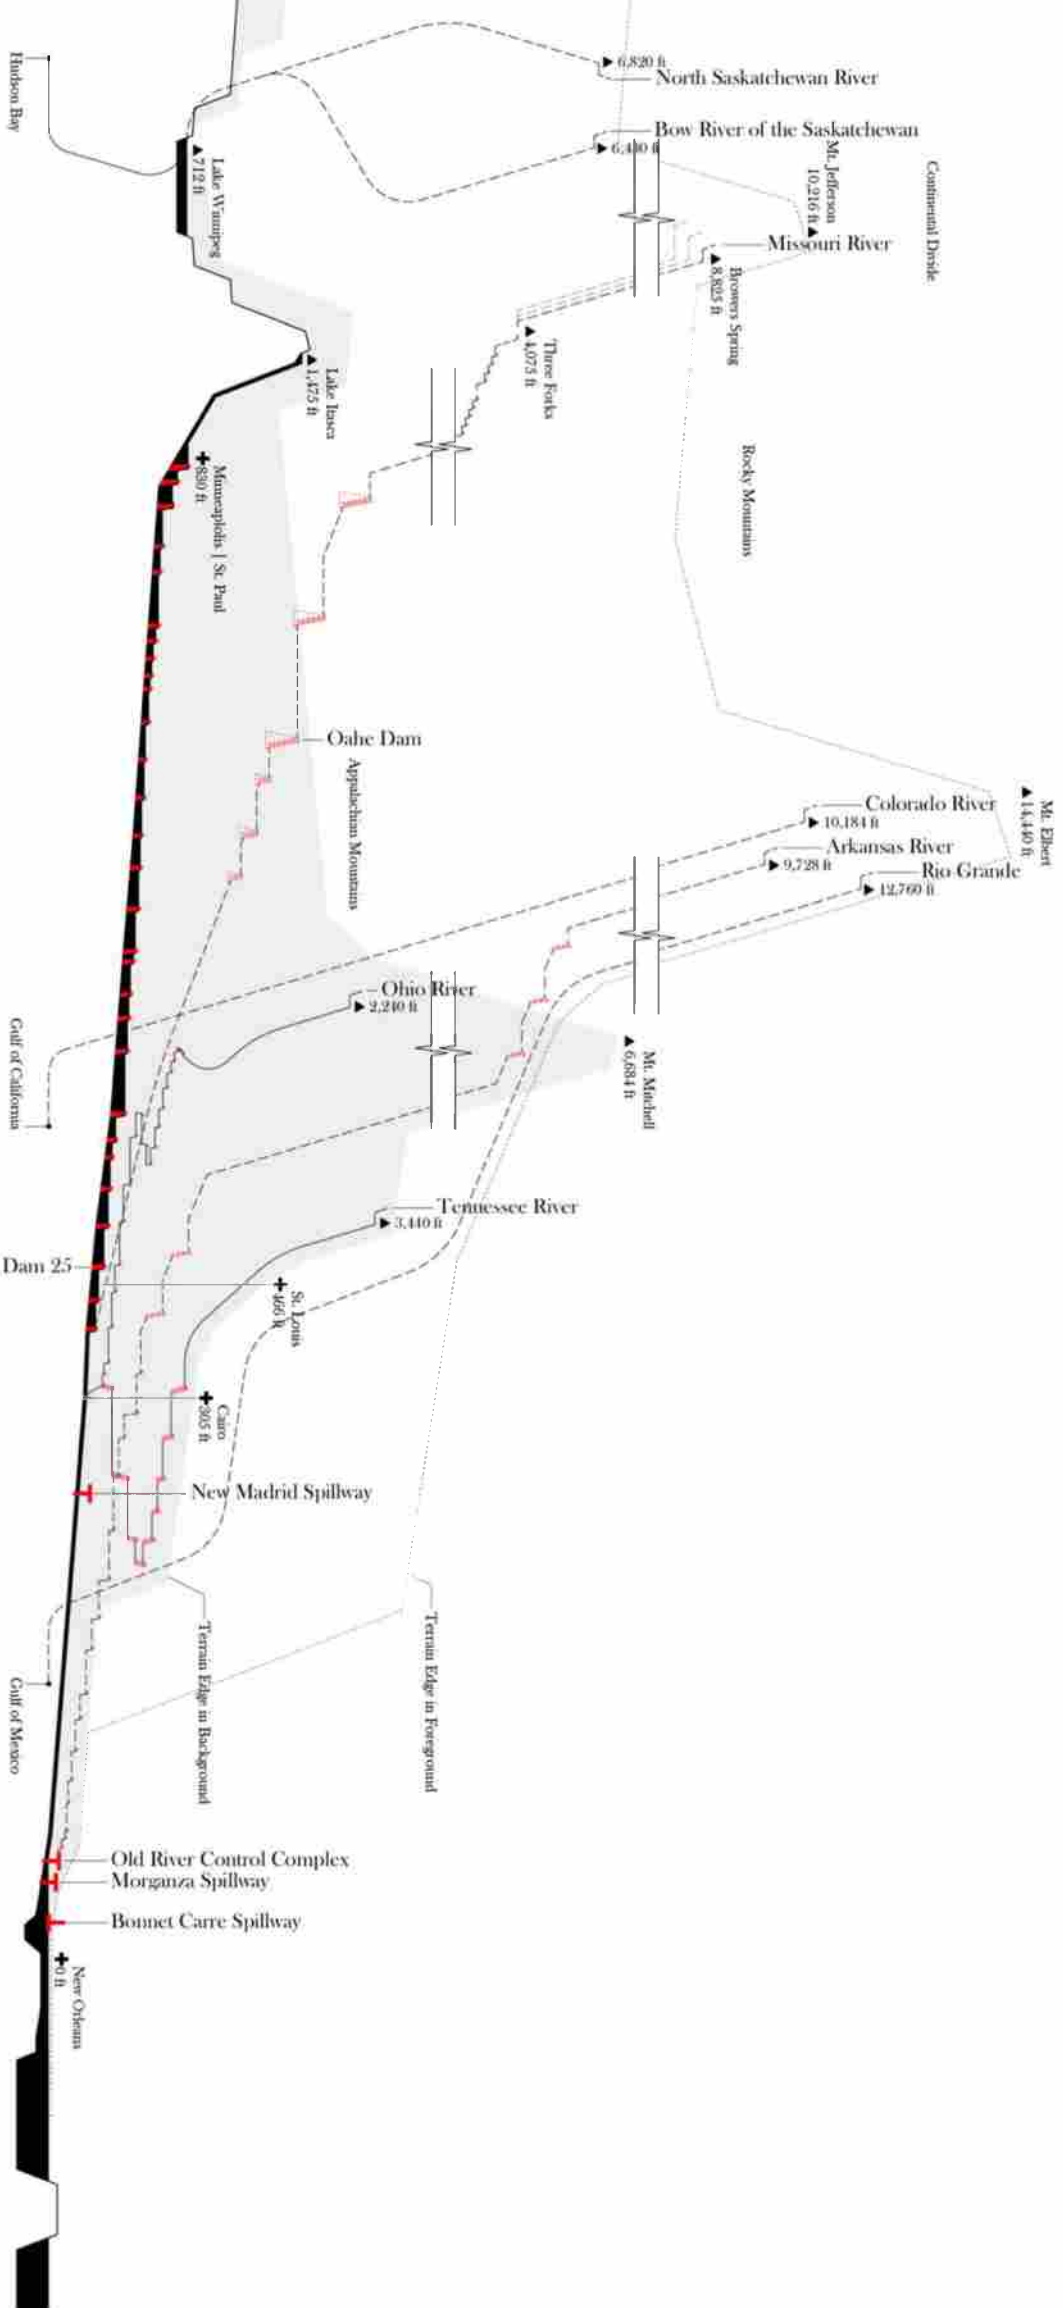 Hudson Bay
6,820 ft
North Saskatchewan River
Bow River of the Saskatchewan
6,430 ft
Lake Winnipeg
712 ft
Mt. Jefferson
10,216 ft
Continental Divide
Missouri River
Browers Spring
8,825 ft
Three Forks
4,075 ft
Lake Itasca
1,475 ft
Rocky Mountains
Minneaplolis | St. Paul
830 ft
Oahe Dam
Appalachian Mountains
Mt. Elbert
14,440 ft
Colorado River
10,184 ft
Arkansas River
9,728 ft
Rio Grande
12,760 ft
Ohio River
2,240 ft
Gulf of California
Mt. Mitchell
6,684 ft
Tennessee River
3,440 ft
Dam 25
St. Louis
466 ft
Cairo
305 ft
New Madrid Spillway
Terrain Edge in Background
Terrain Edge in Foreground
Gulf of Mexico
Old River Control Complex
Morganza Spillway
Bonnet Carre Spillway
New Orleans
0 ft